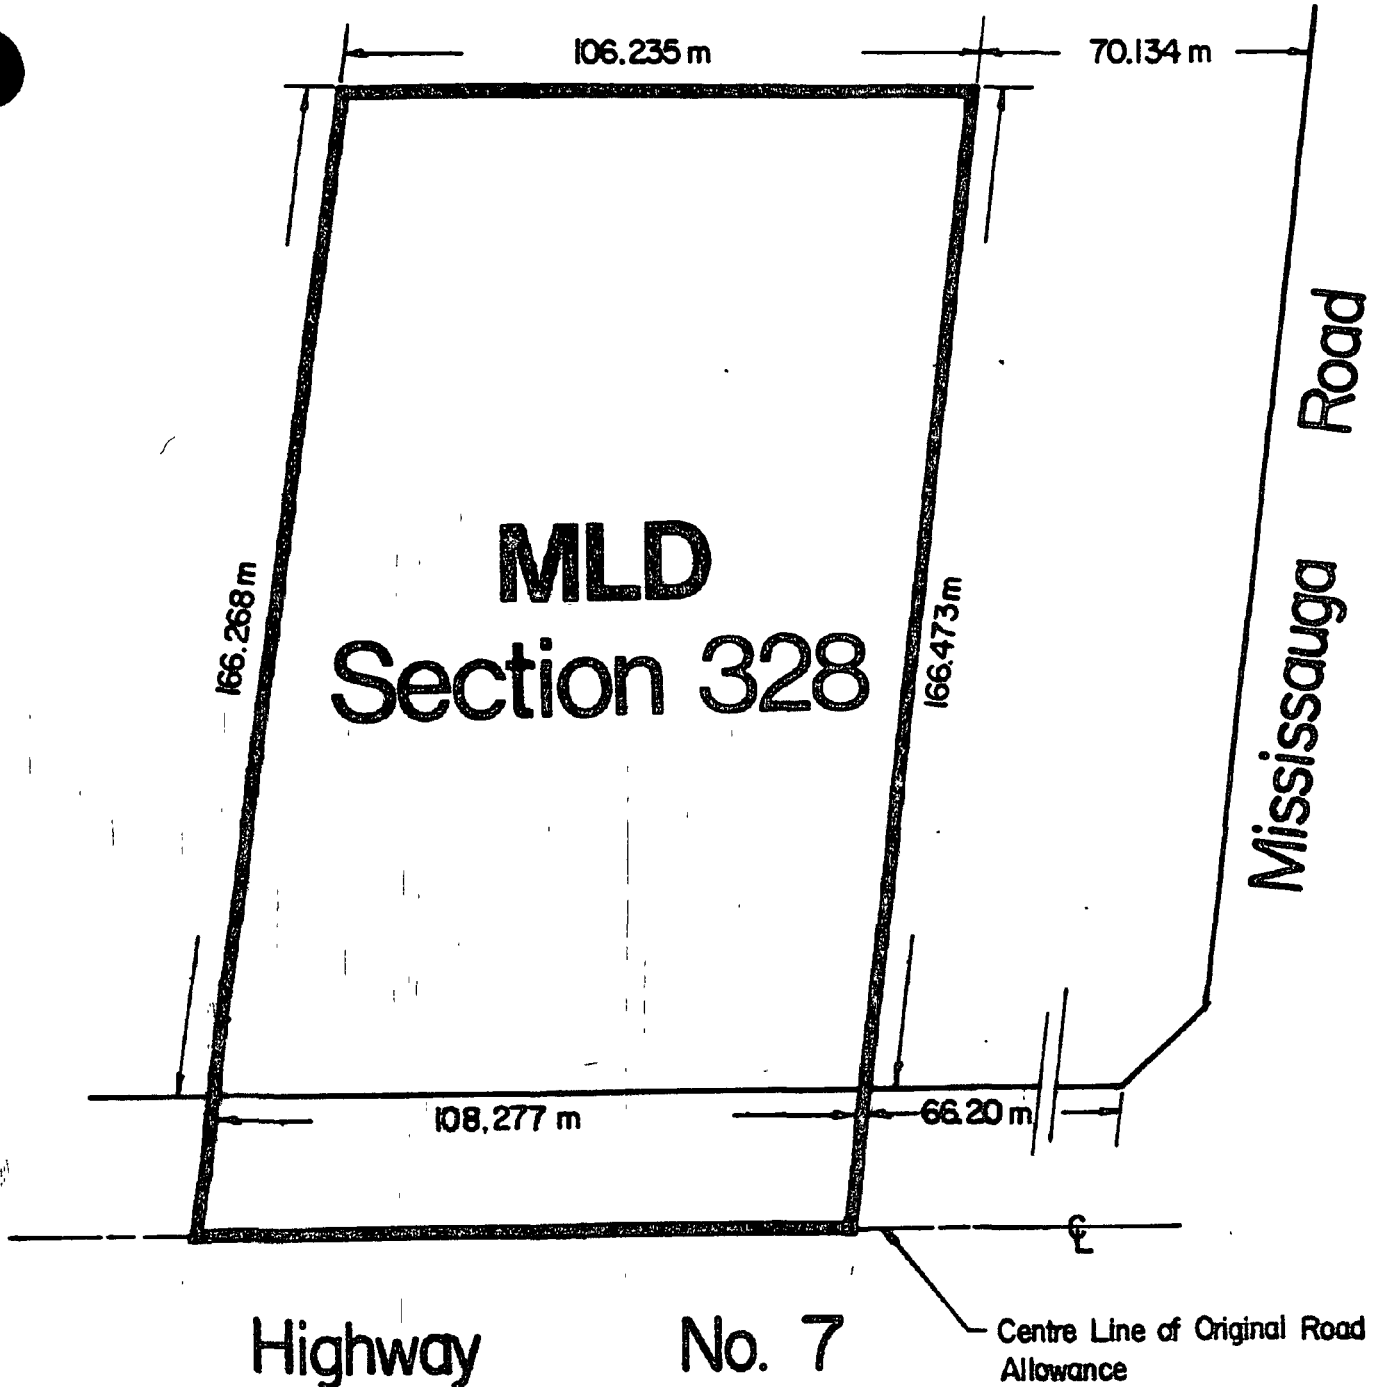 106.235 m
70.134 m
Mississauga Road
MLD
Section 328
166.268 m
166.473 m
108,277 m
66.20 m
℄
Highway No. 7
Centre Line of Original Road
Allowance